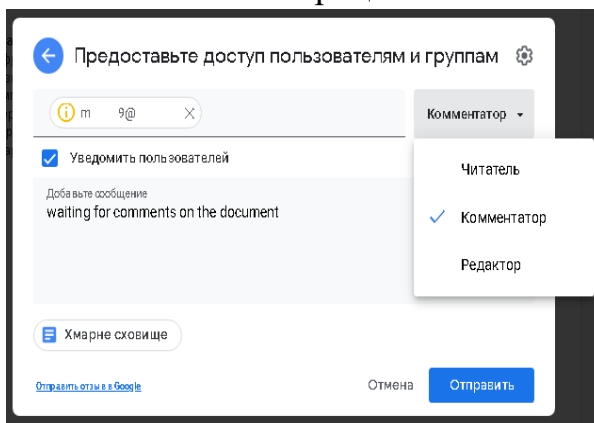 Предоставьте доступ пользователям и группам
m 9@
Комментатор
Уведомить пользователей
Читатель
Добавьте сообщение
waiting for comments on the document
Комментатор
Редактор
Хмарне сховище
Отправить отзыв в Google
Отмена
Отправить